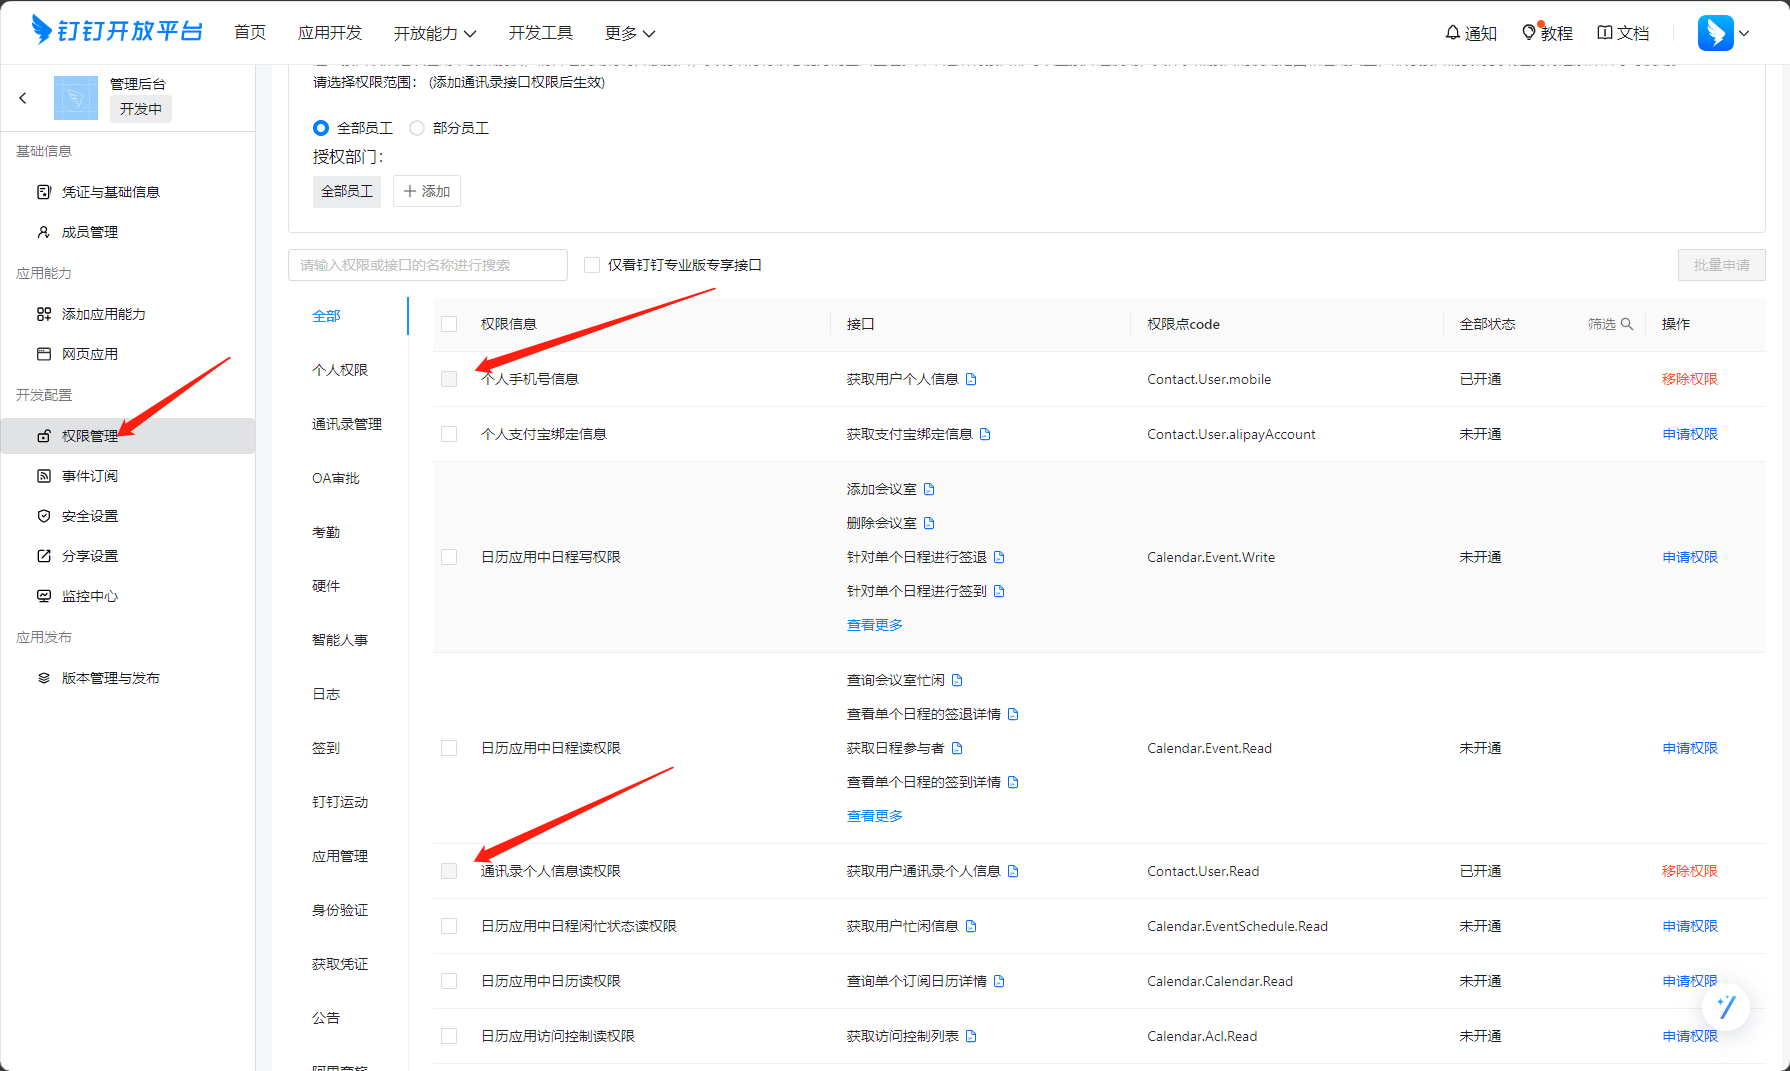 钉钉开放平台
首页
应用开发
开放能力
开发工具
更多
通知
教程
文档
管理后台
开发中
基础信息
凭证与基础信息
成员管理
应用能力
添加应用能力
网页应用
开发配置
权限管理
事件订阅
安全设置
分享设置
监控中心
应用发布
版本管理与发布
请选择权限范围： (添加通讯录接口权限后生效)
全部员工
部分员工
授权部门：
全部员工
添加
请输入权限或接口的名称进行搜索
仅看钉钉专业版专享接口
批量申请
全部
个人权限
通讯录管理
OA审批
考勤
硬件
智能人事
日志
签到
钉钉运动
应用管理
身份验证
获取凭证
公告
权限信息 接口 权限点code 全部状态 筛选 操作
个人手机号信息 获取用户个人信息 Contact.User.mobile 已开通 移除权限
个人支付宝绑定信息 获取支付宝绑定信息 Contact.User.alipayAccount 未开通 申请权限
添加会议室
删除会议室
日历应用中日程写权限 针对单个日程进行签退 Calendar.Event.Write 未开通 申请权限
针对单个日程进行签到
查看更多
查询会议室忙闲
查看单个日程的签退详情
日历应用中日程读权限 获取日程参与者 Calendar.Event.Read 未开通 申请权限
查看单个日程的签到详情
查看更多
通讯录个人信息读权限 获取用户通讯录个人信息 Contact.User.Read 已开通 移除权限
日历应用中日程闲忙状态读权限 获取用户忙闲信息 Calendar.EventSchedule.Read 未开通 申请权限
日历应用中日历读权限 查询单个订阅日历详情 Calendar.Calendar.Read 未开通 申请权限
日历应用访问控制读权限 获取访问控制列表 Calendar.Acl.Read 未开通 申请权限